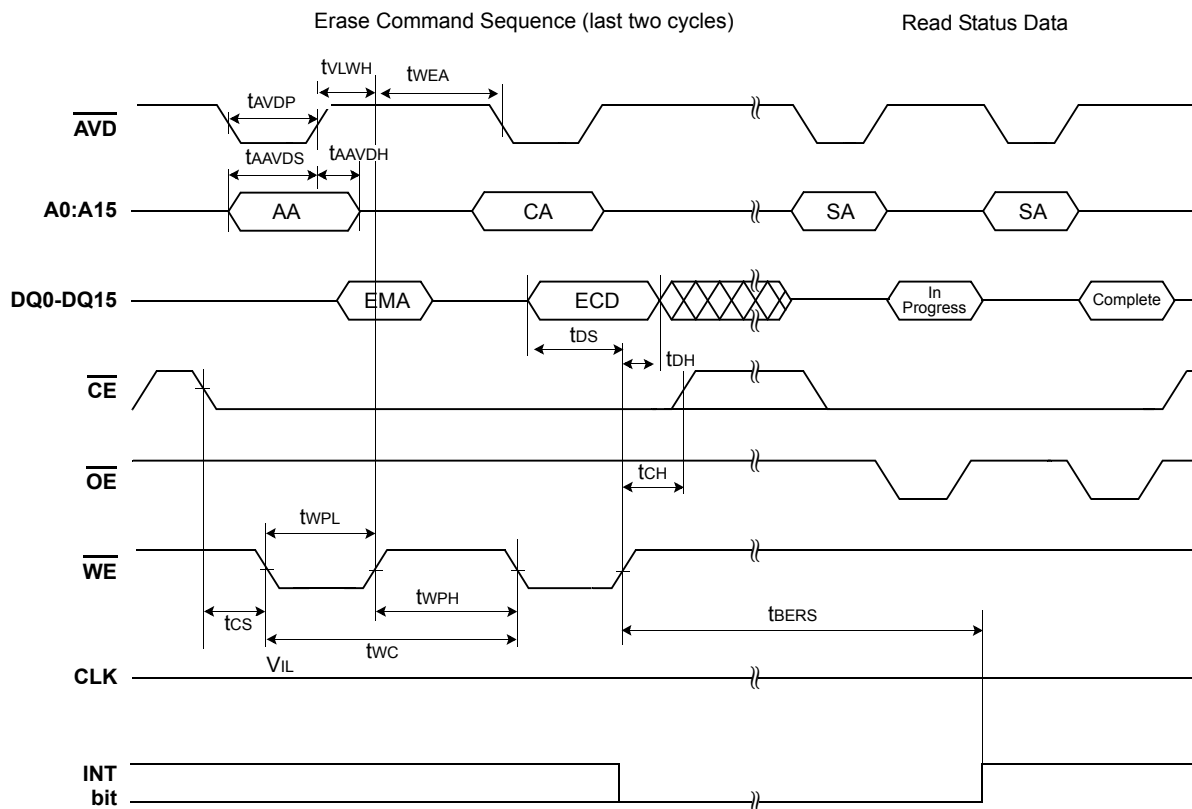 Erase Command Sequence (last two cycles)
Read Status Data
tVLWH
tWEA
tAVDP
AVD
tAAVDS
tAAVDH
A0:A15
AA
CA
SA
SA
DQ0-DQ15
EMA
ECD
In
Progress
Complete
tDS
tDH
CE
OE
tCH
tWPL
WE
tCS
tWPH
tBERS
tWC
VIL
CLK
INT
bit